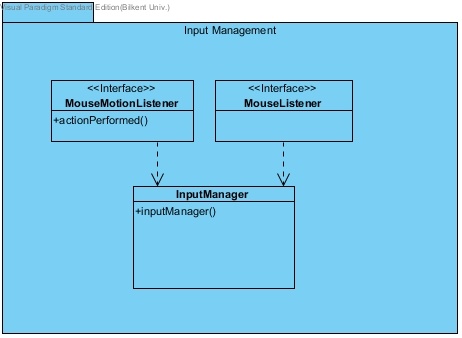 Visual Paradigm Standard Edition(Bilkent Univ.)
Input Management
<<Interface>>
MouseMotionListener
+actionPerformed()
<<Interface>>
MouseListener
InputManager
+inputManager()